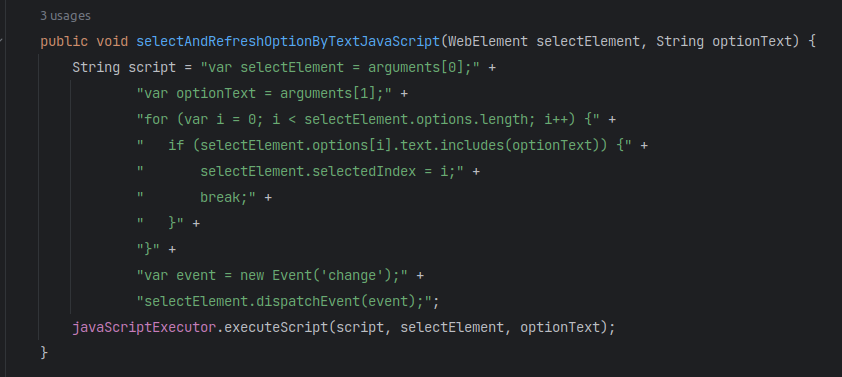 3 usages
public void selectAndRefreshOptionByTextJavaScript(WebElement selectElement, String optionText) {
    String script = "var selectElement = arguments[0];" +
            "var optionText = arguments[1];" +
            "for (var i = 0; i < selectElement.options.length; i++) {" +
            "   if (selectElement.options[i].text.includes(optionText)) {" +
            "       selectElement.selectedIndex = i;" +
            "       break;" +
            "   }" +
            "}" +
            "var event = new Event('change');" +
            "selectElement.dispatchEvent(event);";
    javaScriptExecutor.executeScript(script, selectElement, optionText);
}